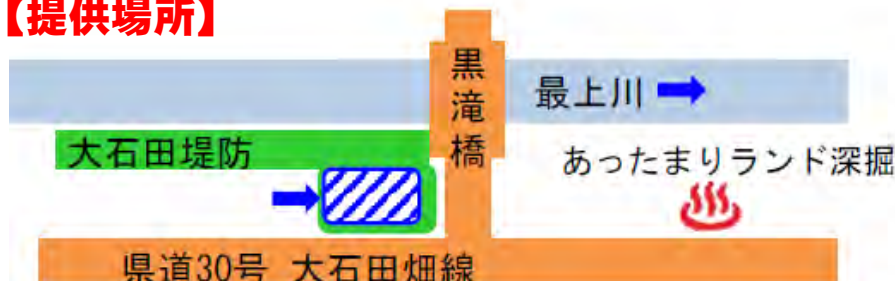 【提供場所】
黒滝橋
最上川
大石田堤防
あったまりランド深掘
県道30号 大石田畑線